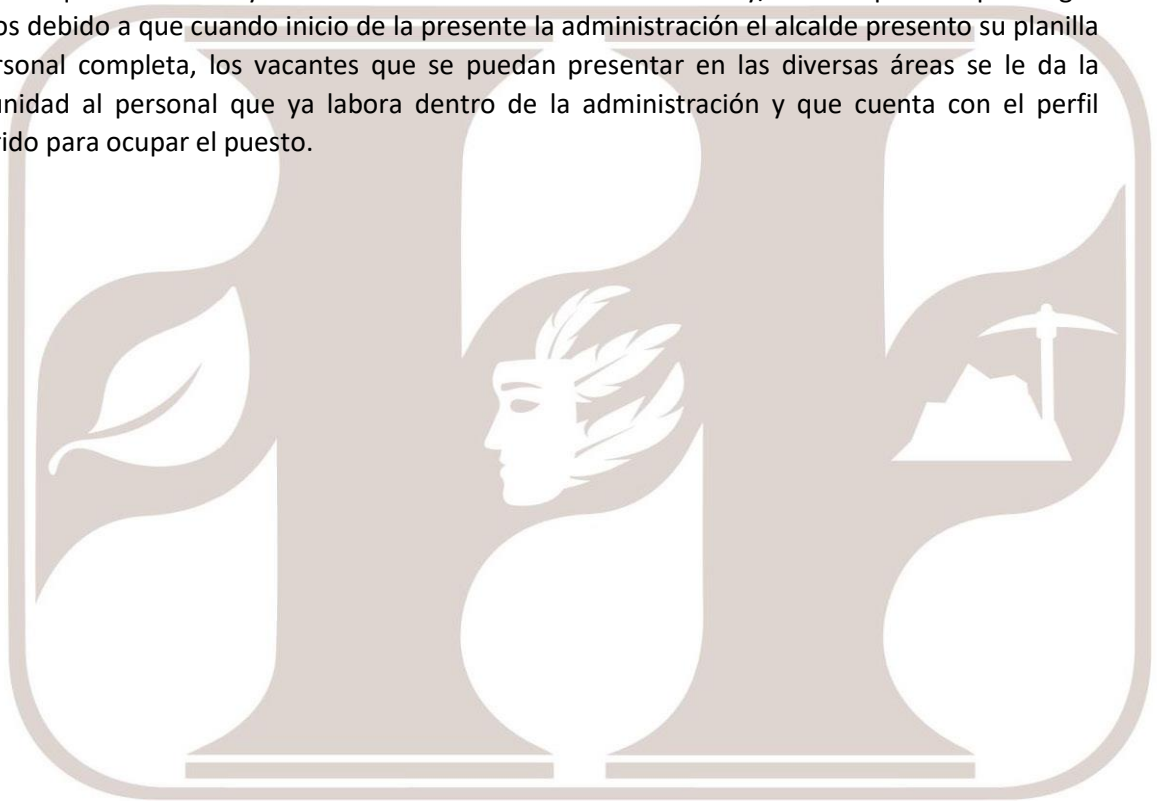 os debido a que cuando inicio de la presente la administración el alcalde presento su planilla
rsonal completa, los vacantes que se puedan presentar en las diversas áreas se le da la
unidad al personal que ya labora dentro de la administración y que cuenta con el perfil
ido para ocupar el puesto.